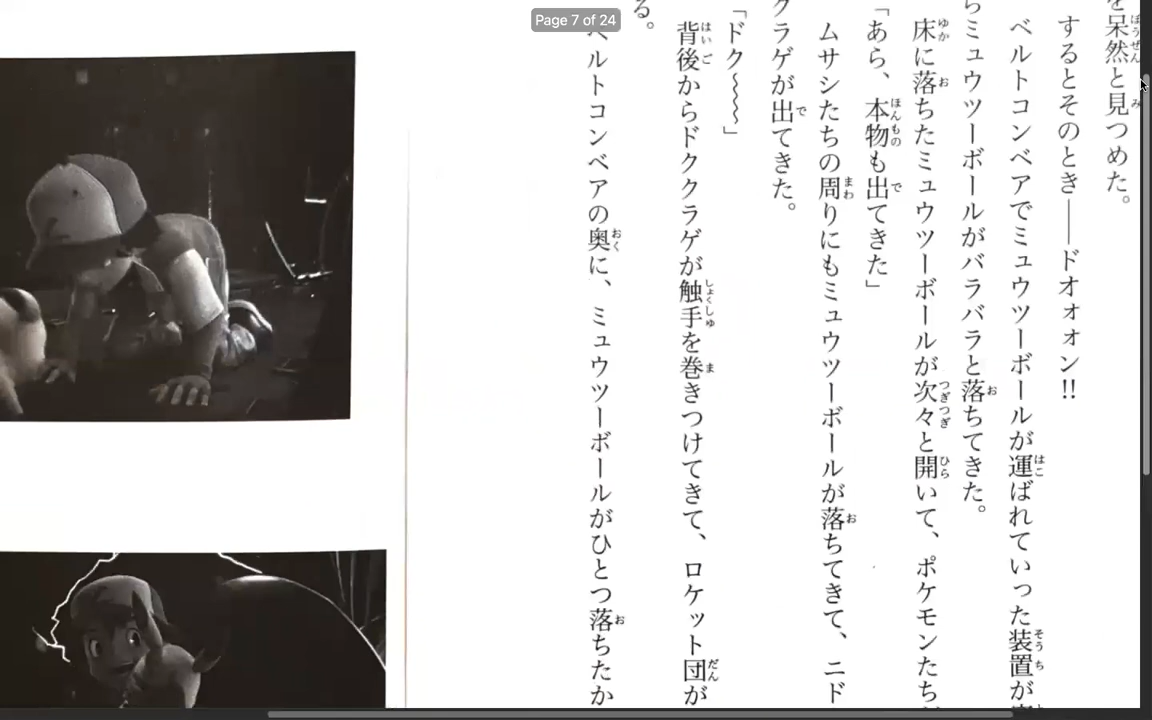 Page 7 of 24
を呆然と見つめた。
するとそのとき――ドオォォン!!
ベルトコンベアでミュウツーボールが運ばれていった装置が
らミュウツーボールがバラバラと落ちてきた。
床に落ちたミュウツーボールが次々と開いて、ポケモンたち
「あら、本物も出てきた」
ムサシたちの周りにもミュウツーボールが落ちてきて、ニド
クラゲが出てきた。
「ドク〜〜〜」
背後からドククラゲが触手を巻きつけてきて、ロケット団が
る。
ベルトコンベアの奥に、ミュウツーボールがひとつ落ちたか